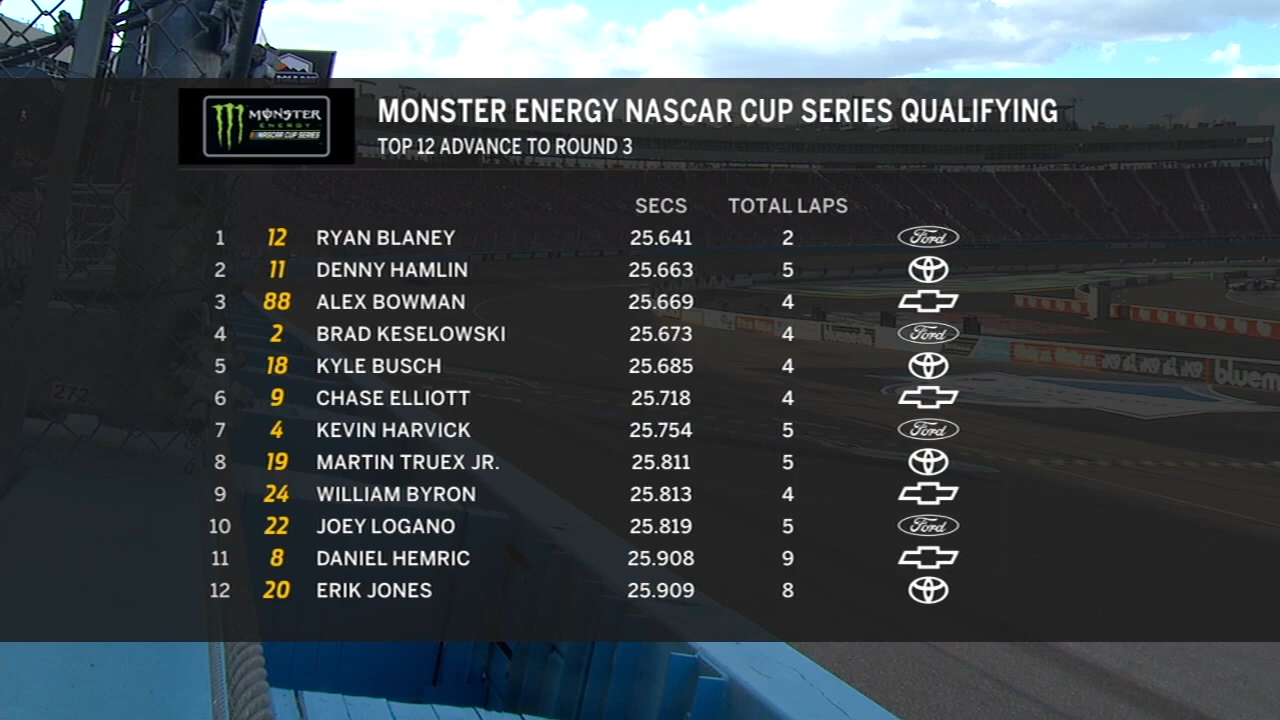 MONSTER ENERGY NASCAR CUP SERIES QUALIFYING
MONSTER
ENERGY
NASCAR CUP SERIES
TOP 12 ADVANCE TO ROUND 3
SECS TOTAL LAPS
1 12 RYAN BLANEY 25.641 2 Ford
2 11 DENNY HAMLIN 25.663 5
3 88 ALEX BOWMAN 25.669 4
4 2 BRAD KESELOWSKI 25.673 4 Ford
5 18 KYLE BUSCH 25.685 4
6 9 CHASE ELLIOTT 25.718 4
7 4 KEVIN HARVICK 25.754 5 Ford
8 19 MARTIN TRUEX JR. 25.811 5
9 24 WILLIAM BYRON 25.813 4
10 22 JOEY LOGANO 25.819 5 Ford
11 8 DANIEL HEMRIC 25.908 9
12 20 ERIK JONES 25.909 8
272
K9 K9 K9
bluem